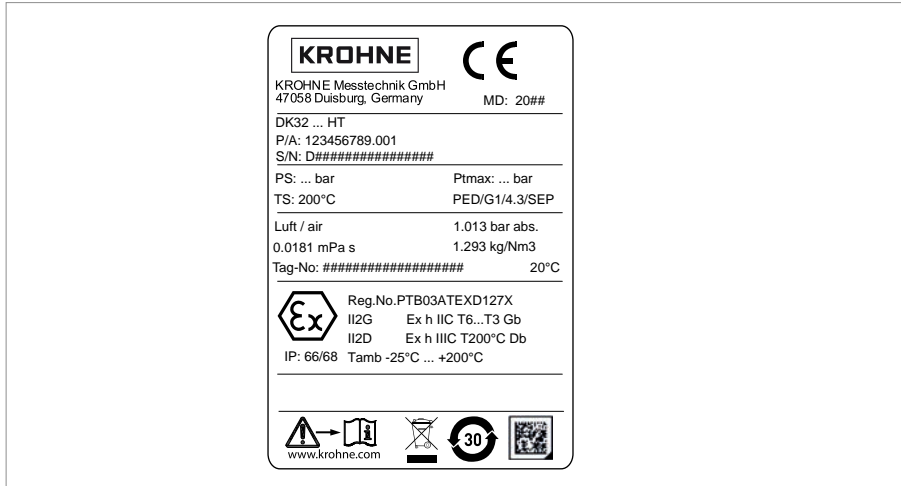 KROHNE
CE
KROHNE Messtechnik GmbH
47058 Duisburg, Germany MD: 20##
DK32 ... HT
P/A: 123456789.001
S/N: D################
PS: ... bar Ptmax: ... bar
TS: 200°C PED/G1/4.3/SEP
Luft / air 1.013 bar abs.
0.0181 mPa s 1.293 kg/Nm3
Tag-No: ################### 20°C
Ex
Reg.No.PTB03ATEXD127X
II2G Ex h IIC T6...T3 Gb
II2D Ex h IIIC T200°C Db
IP: 66/68 Tamb -25°C ... +200°C
30
www.krohne.com